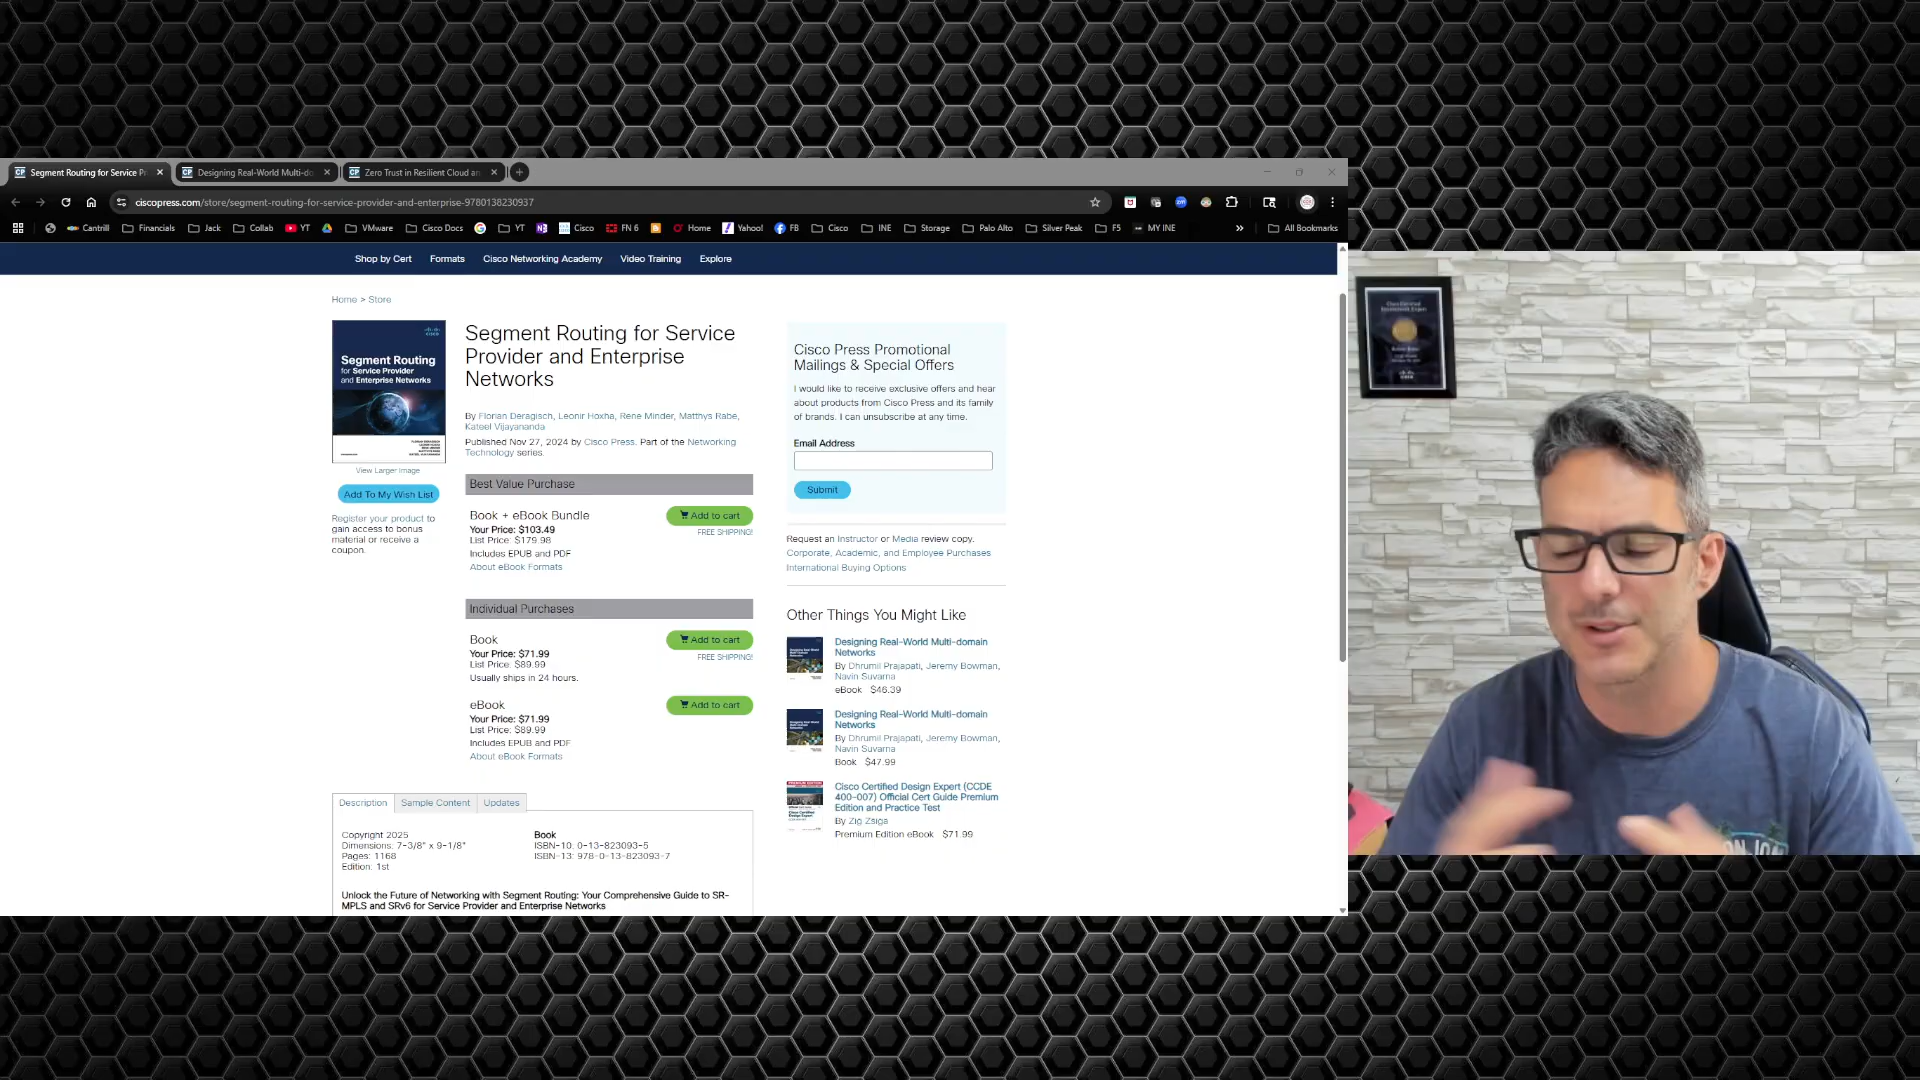 Segment Routing for Service Pr
Designing Real-World Multi-do
Zero Trust in Resilient Cloud an
ciscopress.com/store/segment-routing-for-service-provider-and-enterprise-9780138230937
Cantrill Financials Jack Collab YT VMware Cisco Docs YT Cisco FN 6 Home Yahoo! FB Cisco INE Storage Palo Alto Silver Peak F5 MY INE » All Bookmarks
Shop by Cert Formats Cisco Networking Academy Video Training Explore
Home > Store
CISCO
Segment Routing
for Service Provider
and Enterprise Networks
View Larger Image
Add To My Wish List
Register your product to
gain access to bonus
material or receive a
coupon.
Segment Routing for Service
Provider and Enterprise
Networks
By Florian Deragisch, Leonir Hoxha, Rene Minder, Matthys Rabe,
Kateel Vijayananda
Published Nov 27, 2024 by Cisco Press. Part of the Networking
Technology series.
Best Value Purchase
Book + eBook Bundle
Your Price: $103.49
List Price: $179.98
Includes EPUB and PDF
About eBook Formats
Add to cart
FREE SHIPPING!
Individual Purchases
Book
Your Price: $71.99
List Price: $89.99
Usually ships in 24 hours.
Add to cart
FREE SHIPPING!
eBook
Your Price: $71.99
List Price: $89.99
Includes EPUB and PDF
About eBook Formats
Add to cart
Description Sample Content Updates
Copyright 2025
Dimensions: 7-3/8" x 9-1/8"
Pages: 1168
Edition: 1st
Book
ISBN-10: 0-13-823093-5
ISBN-13: 978-0-13-823093-7
Unlock the Future of Networking with Segment Routing: Your Comprehensive Guide to SR-
MPLS and SRv6 for Service Provider and Enterprise Networks
Cisco Press Promotional
Mailings & Special Offers
I would like to receive exclusive offers and hear
about products from Cisco Press and its family
of brands. I can unsubscribe at any time.
Email Address
Submit
Request an Instructor or Media review copy.
Corporate, Academic, and Employee Purchases
International Buying Options
Other Things You Might Like
Designing Real-World Multi-domain
Networks
By Dhrumil Prajapati, Jeremy Bowman,
Navin Suvarna
eBook $46.39
Designing Real-World Multi-domain
Networks
By Dhrumil Prajapati, Jeremy Bowman,
Navin Suvarna
Book $47.99
Cisco Certified Design Expert (CCDE
400-007) Official Cert Guide Premium
Edition and Practice Test
By Zig Zsiga
Premium Edition eBook $71.99